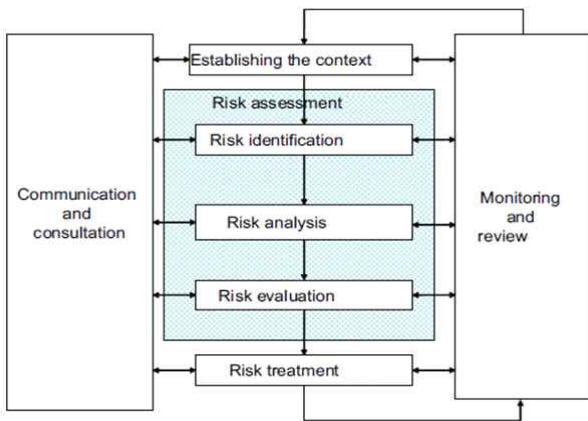 Establishing the context
Risk assessment
Risk identification
Communication
and
consultation
Risk analysis
Monitoring
and
review
Risk evaluation
Risk treatment